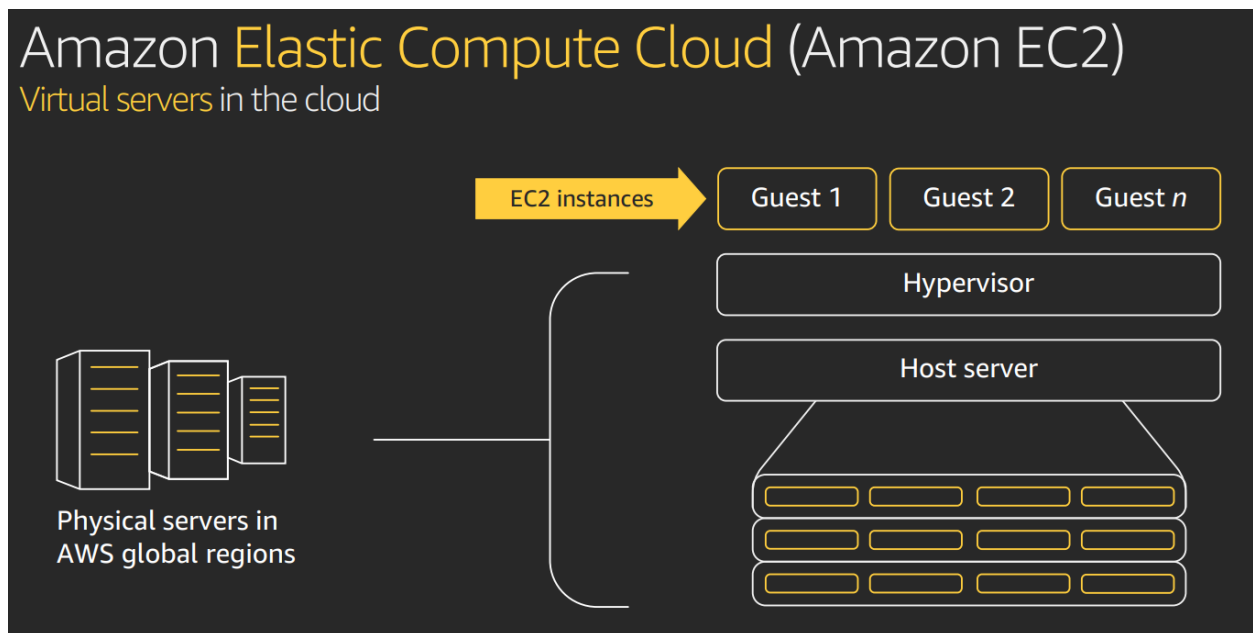 Amazon Elastic Compute Cloud (Amazon EC2)
Virtual servers in the cloud
EC2 instances
Guest 1
Guest 2
Guest n
Hypervisor
Host server
Physical servers in
AWS global regions